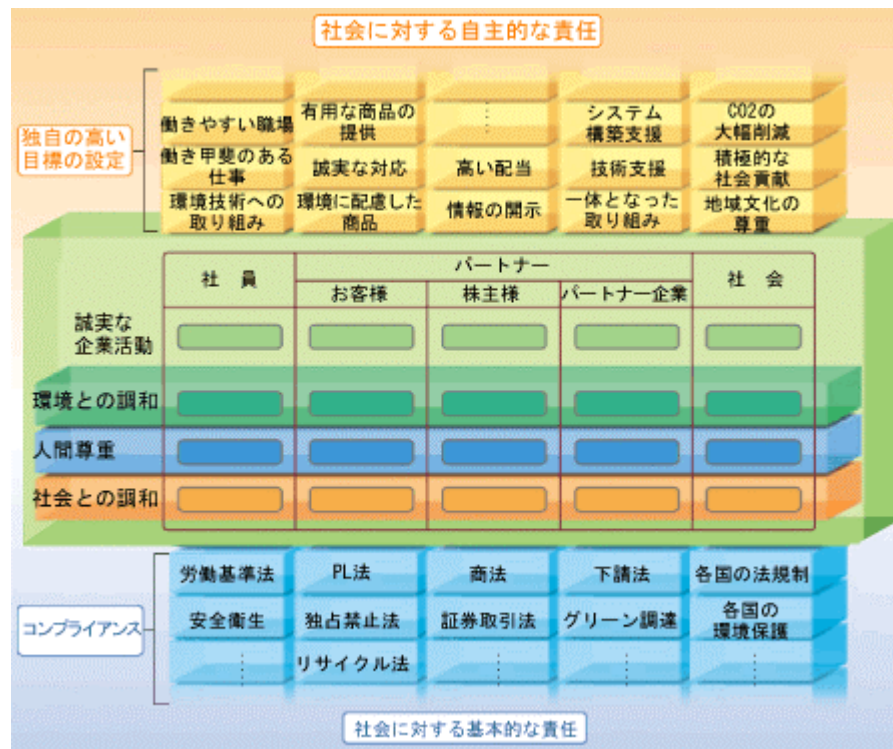 社会に対する自主的な責任
独自の高い
目標の設定
働きやすい職場
有用な商品の
提供
⋮
システム
構築支援
CO2の
大幅削減
働き甲斐のある
仕事
誠実な対応
高い配当
技術支援
積極的な
社会貢献
環境技術への
取り組み
環境に配慮した
商品
情報の開示
一体となった
取り組み
地域文化の
尊重
社 員
パートナー
社 会
お客様
株主様
パートナー企業
誠実な
企業活動
環境との調和
人間尊重
社会との調和
コンプライアンス
労働基準法
PL法
商法
下請法
各国の法規制
安全衛生
独占禁止法
証券取引法
グリーン調達
各国の
環境保護
⋮
リサイクル法
⋮
⋮
⋮
社会に対する基本的な責任